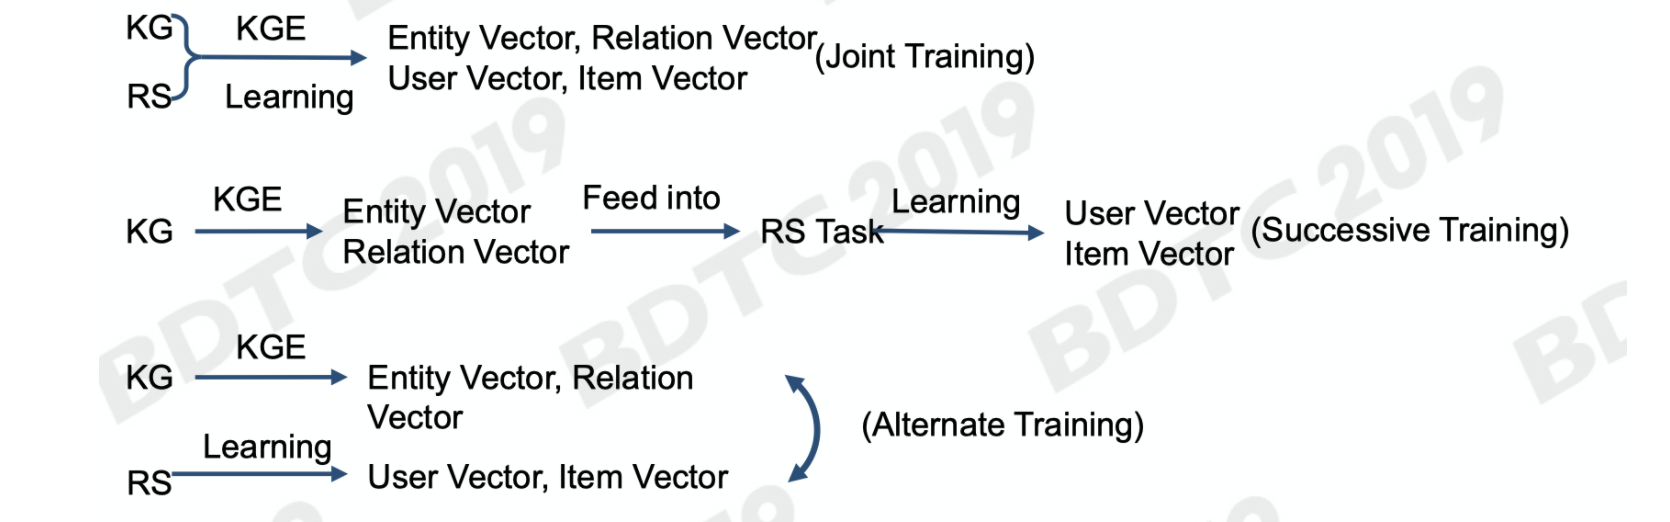 KG KGE
Entity Vector, Relation Vector
(Joint Training)
RS Learning
User Vector, Item Vector
KG KGE
Entity Vector
Relation Vector
Feed into
RS Task
Learning
User Vector
Item Vector
(Successive Training)
KG KGE
Entity Vector, Relation
Vector
RS Learning
User Vector, Item Vector
(Alternate Training)
BDTC 2019
BDTC 2019
BDTC 2019